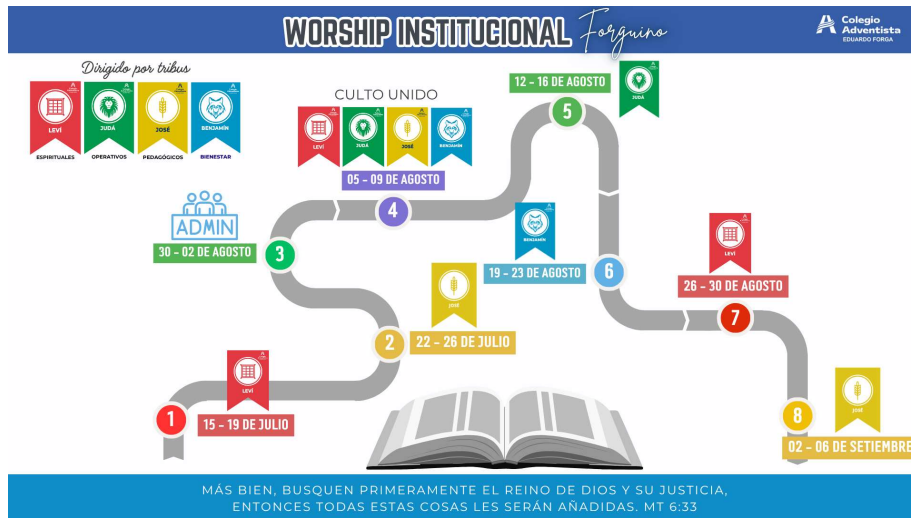 WORSHIP INSTITUCIONAL Forguino
Colegio
Adventista
EDUARDO FORGA
Dirigido por tribus
LEVÍ
JUDÁ
JOSÉ
BENJAMÍN
ESPIRITUALES
OPERATIVOS
PEDAGÓGICOS
BIENESTAR
CULTO UNIDO
LEVÍ
JUDÁ
JOSÉ
BENJAMÍN
05 - 09 DE AGOSTO
4
12 - 16 DE AGOSTO
JUDÁ
5
ADMIN
30 - 02 DE AGOSTO
3
BENJAMÍN
19 - 23 DE AGOSTO
6
LEVÍ
26 - 30 DE AGOSTO
7
JOSÉ
2
22 - 26 DE JULIO
LEVÍ
1
15 - 19 DE JULIO
JOSÉ
8
02 - 06 DE SETIEMBRE
MÁS BIEN, BUSQUEN PRIMERAMENTE EL REINO DE DIOS Y SU JUSTICIA,
ENTONCES TODAS ESTAS COSAS LES SERÁN AÑADIDAS. MT 6:33